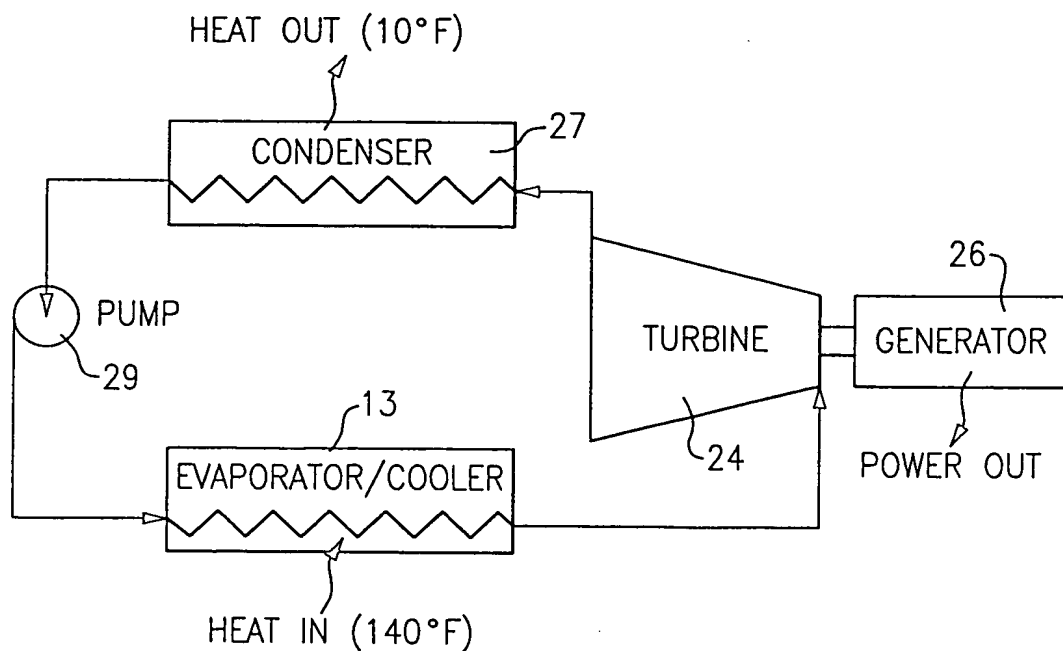 HEAT OUT (10°F)
CONDENSER
27
26
PUMP
TURBINE
GENERATOR
29
13
24
EVAPORATOR/COOLER
POWER OUT
HEAT IN (140°F)